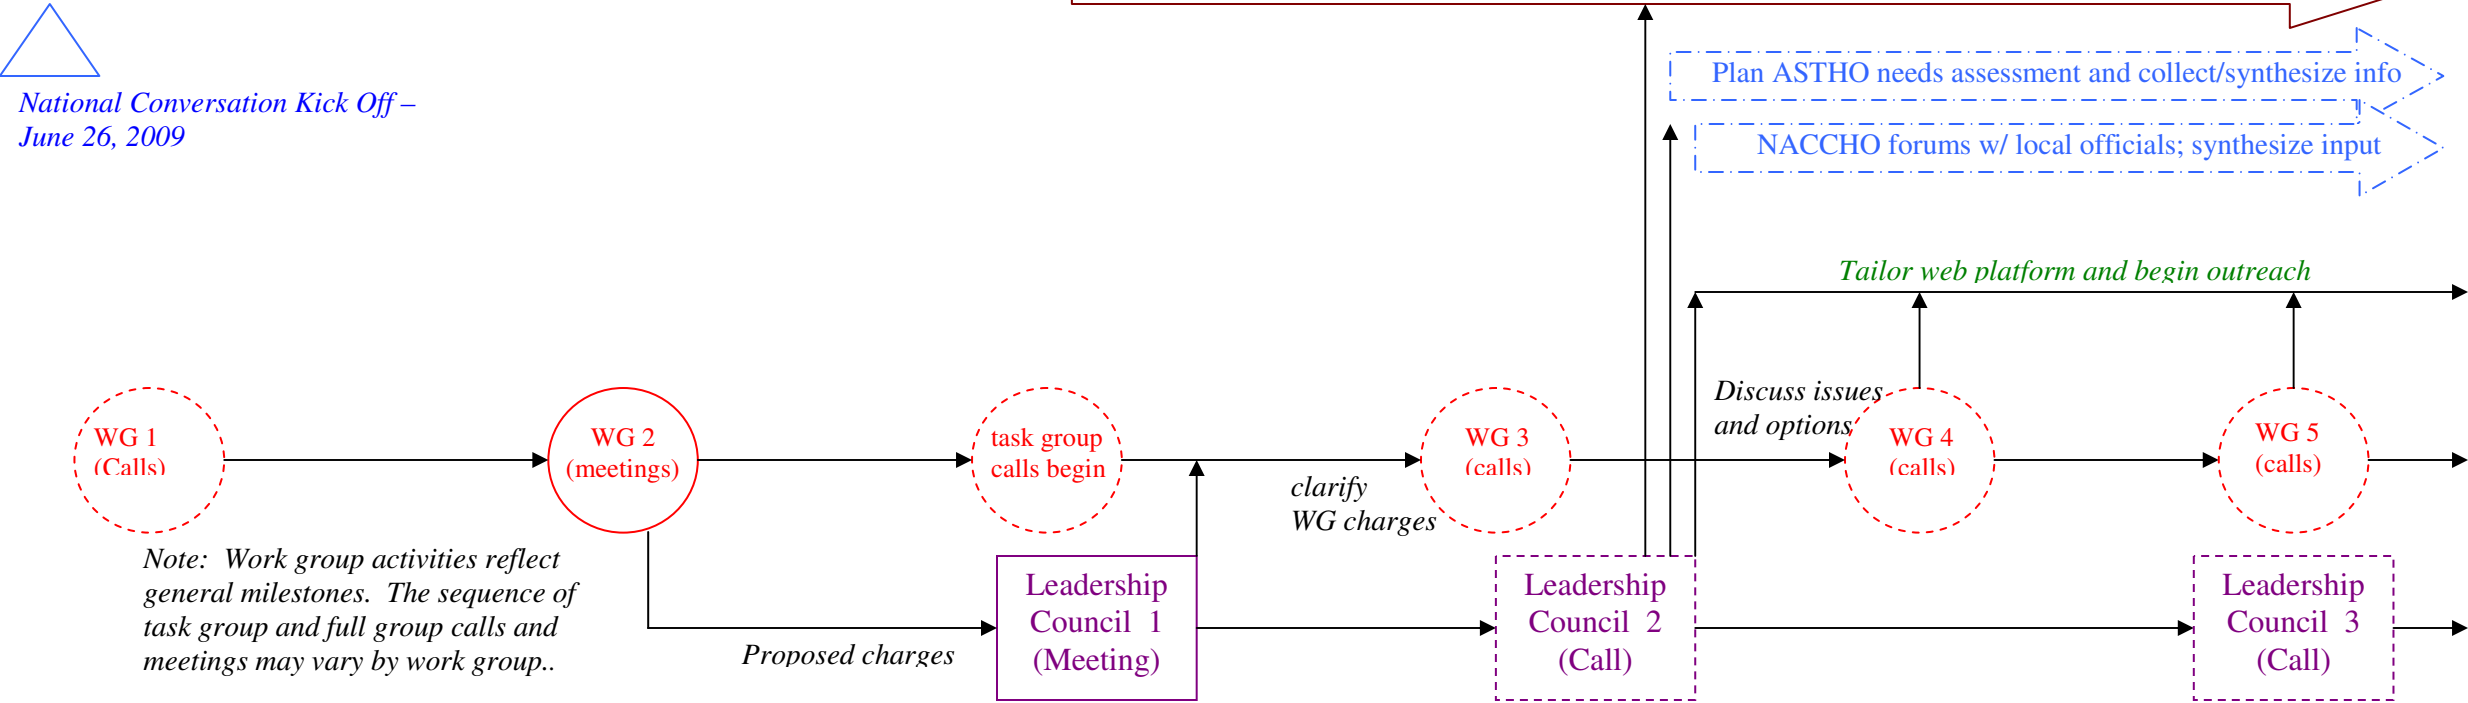 Plan ASTHO needs assessment and collect/synthesize info
National Conversation Kick Off –
June 26, 2009
NACCHO forums w/ local officials; synthesize input
Tailor web platform and begin outreach
Discuss issues
and options
WG 1
(Calls)
WG 2
(meetings)
task group
calls begin
WG 3
(calls)
WG 4
(calls)
WG 5
(calls)
clarify
WG charges
Note:  Work group activities reflect
general milestones.  The sequence of
task group and full group calls and
meetings may vary by work group..
Proposed charges
Leadership
Council  1
(Meeting)
Leadership
Council  2
(Call)
Leadership
Council  3
(Call)